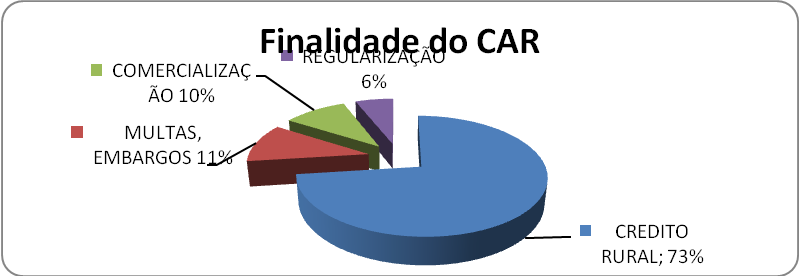 Finalidade do CAR
REGULARIZAÇÃO
6%
COMERCIALIZAÇ
ÃO 10%
MULTAS,
EMBARGOS 11%
CREDITO
RURAL; 73%